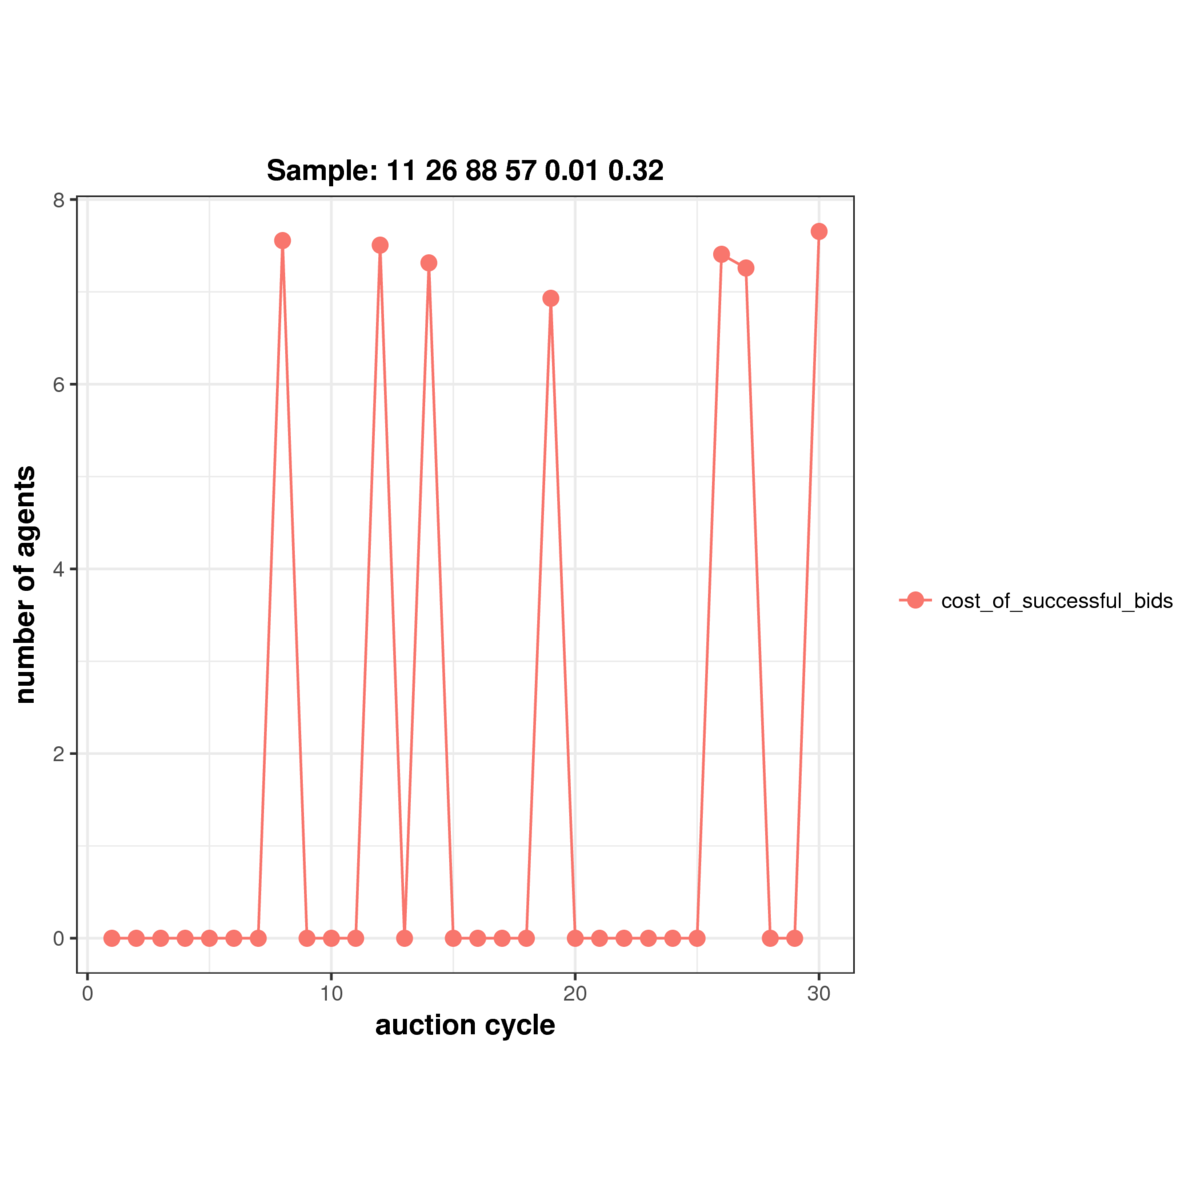 Sample: 11 26 88 57 0.01 0.32
8
6
4
2
0
number of agents
0 10 20 30
auction cycle
cost_of_successful_bids